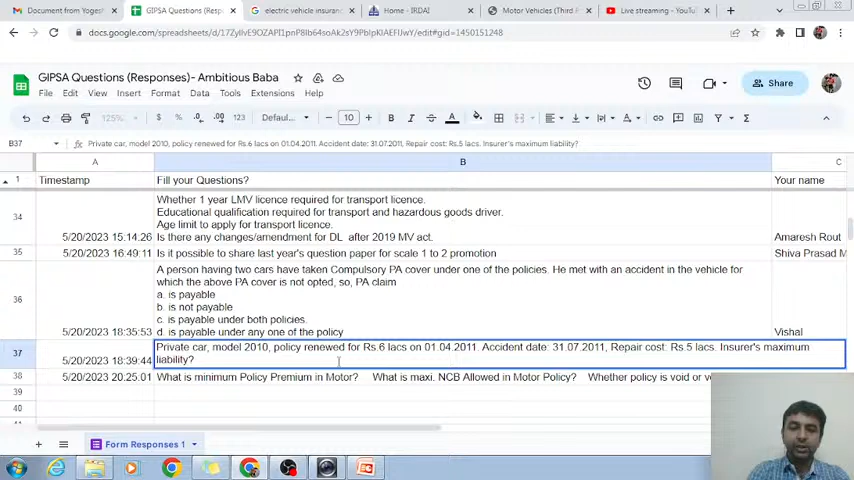 Document from Yogesh
GIPSA Questions (Respons
electric vehicle insuranc
Home - IRDAI
Motor Vehicles (Third
Live streaming - YouTu
docs.google.com/spreadsheets/d/17ZylIvE9OZAPIP1pnP8Ib64soAk2sY9PbIpKIAEFIJwY/edit#gid=1450151248
GIPSA Questions (Responses)- Ambitious Baba
File Edit View Insert Format Data Tools Extensions Help
Share
125% $ % .0 .00 123 Defaul... 10 B I A
B37 fx Private car, model 2010, policy renewed for Rs.6 lacs on 01.04.2011. Accident date: 31.07.2011, Repair cost: Rs.5 lacs. Insurer's maximum liability?
A B C
1 Timestamp Fill your Questions? Your name
Whether 1 year LMV licence required for transport licence.
Educational qualification required for transport and hazardous goods driver.
34 Age limit to apply for transport licence.
5/20/2023 15:14:26 Is there any changes/amendment for DL after 2019 MV act. Amaresh Rout
35 5/20/2023 16:49:11 Is it possible to share last year's question paper for scale 1 to 2 promotion Shiva Prasad M
A person having two cars have taken Compulsory PA cover under one of the policies. He met with an accident in the vehicle for
which the above PA cover is not opted, so, PA claim
36 a. is payable
b. is not payable
c. is payable under both policies.
5/20/2023 18:35:53 d. is payable under any one of the policy Vishal
37 Private car, model 2010, policy renewed for Rs.6 lacs on 01.04.2011. Accident date: 31.07.2011, Repair cost: Rs.5 lacs. Insurer's maximum
5/20/2023 18:39:44 liability?
38 5/20/2023 20:25:01 What is minimum Policy Premium in Motor? What is maxi. NCB Allowed in Motor Policy? Whether policy is void or vo
39
40
Form Responses 1